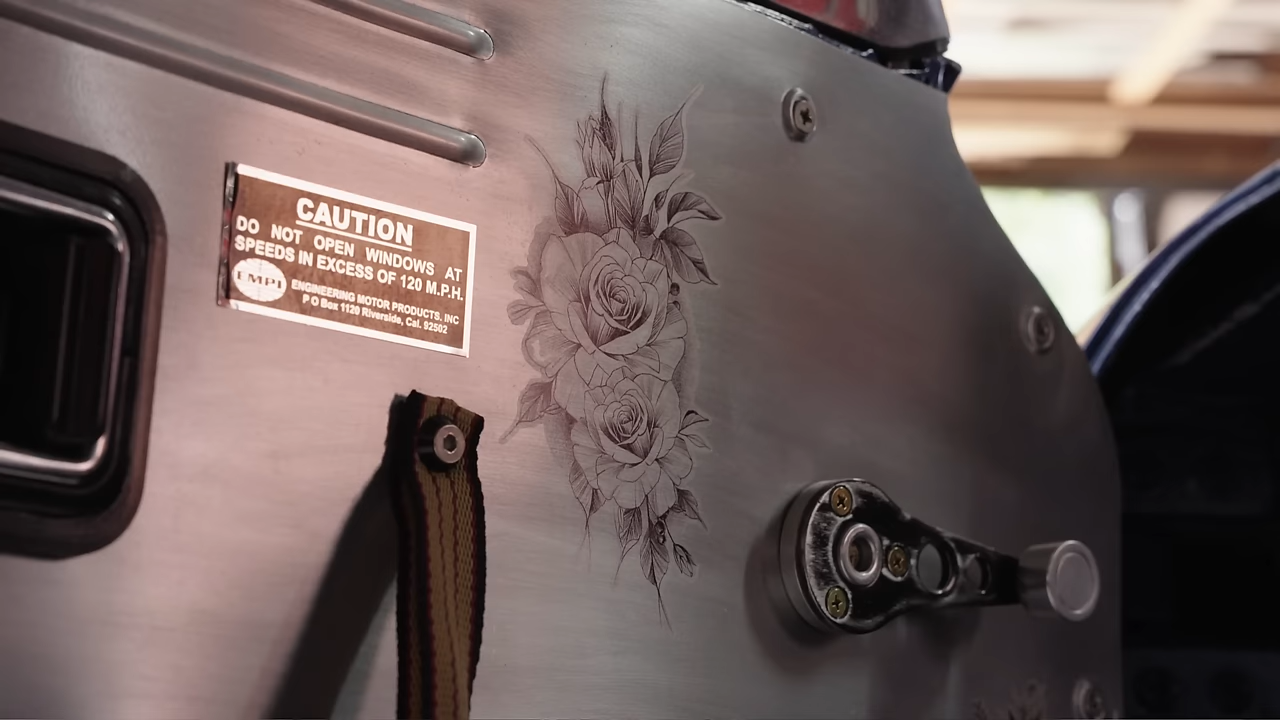 CAUTION
DO NOT OPEN WINDOWS AT
SPEEDS IN EXCESS OF 120 M.P.H.
EMPI
ENGINEERING MOTOR PRODUCTS, INC
P O Box 1120 Riverside, Cal. 92502